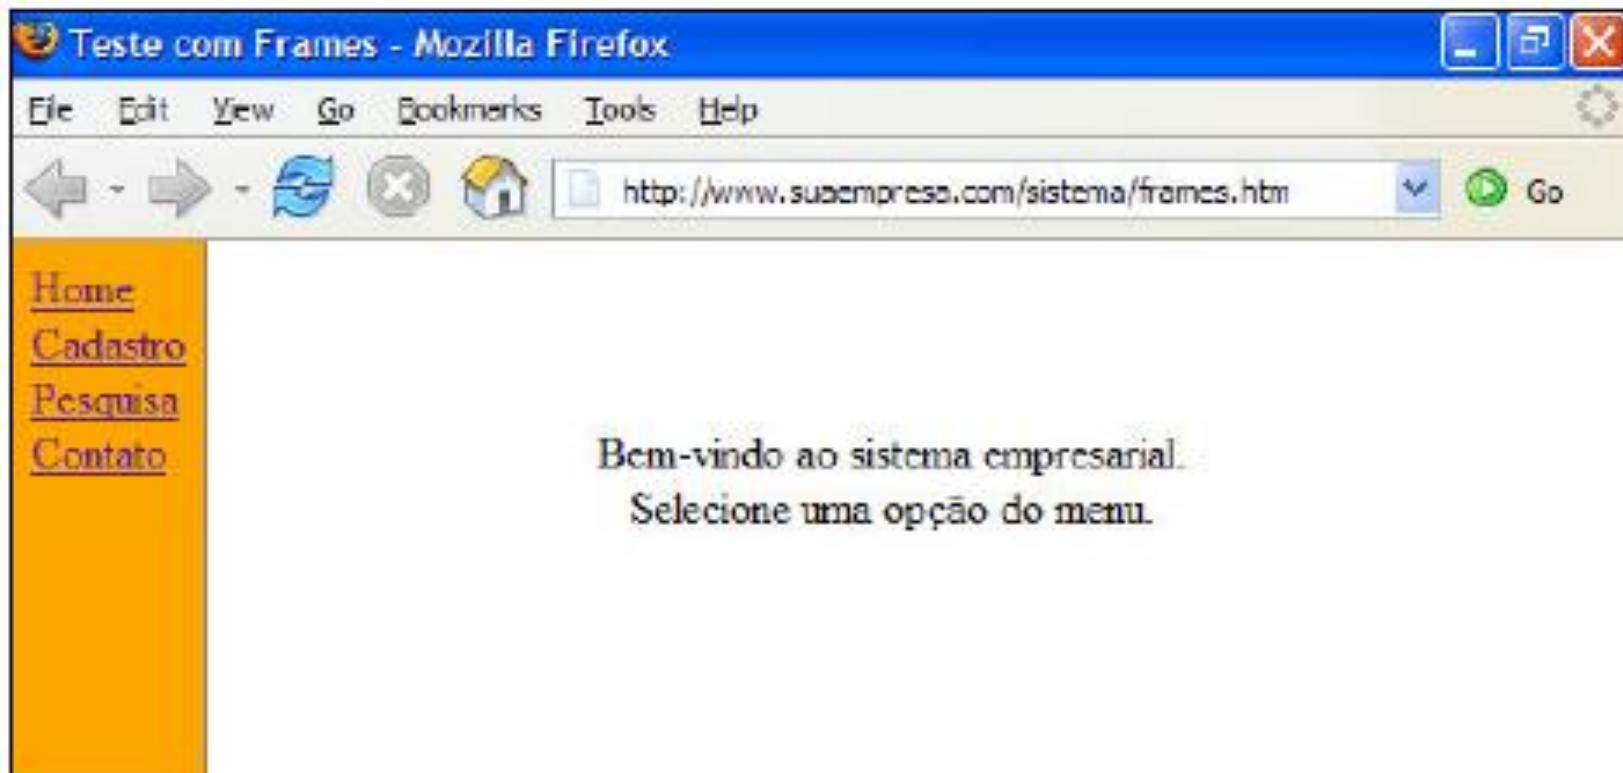 Teste com Frames - Mozilla Firefox
File Edit View Go Bookmarks Tools Help
http://www.suaempresa.com/sistema/frames.htm Go
Home
Cadastro
Pesquisa
Contato
Bem-vindo ao sistema empresarial.
Selecione uma opção do menu.